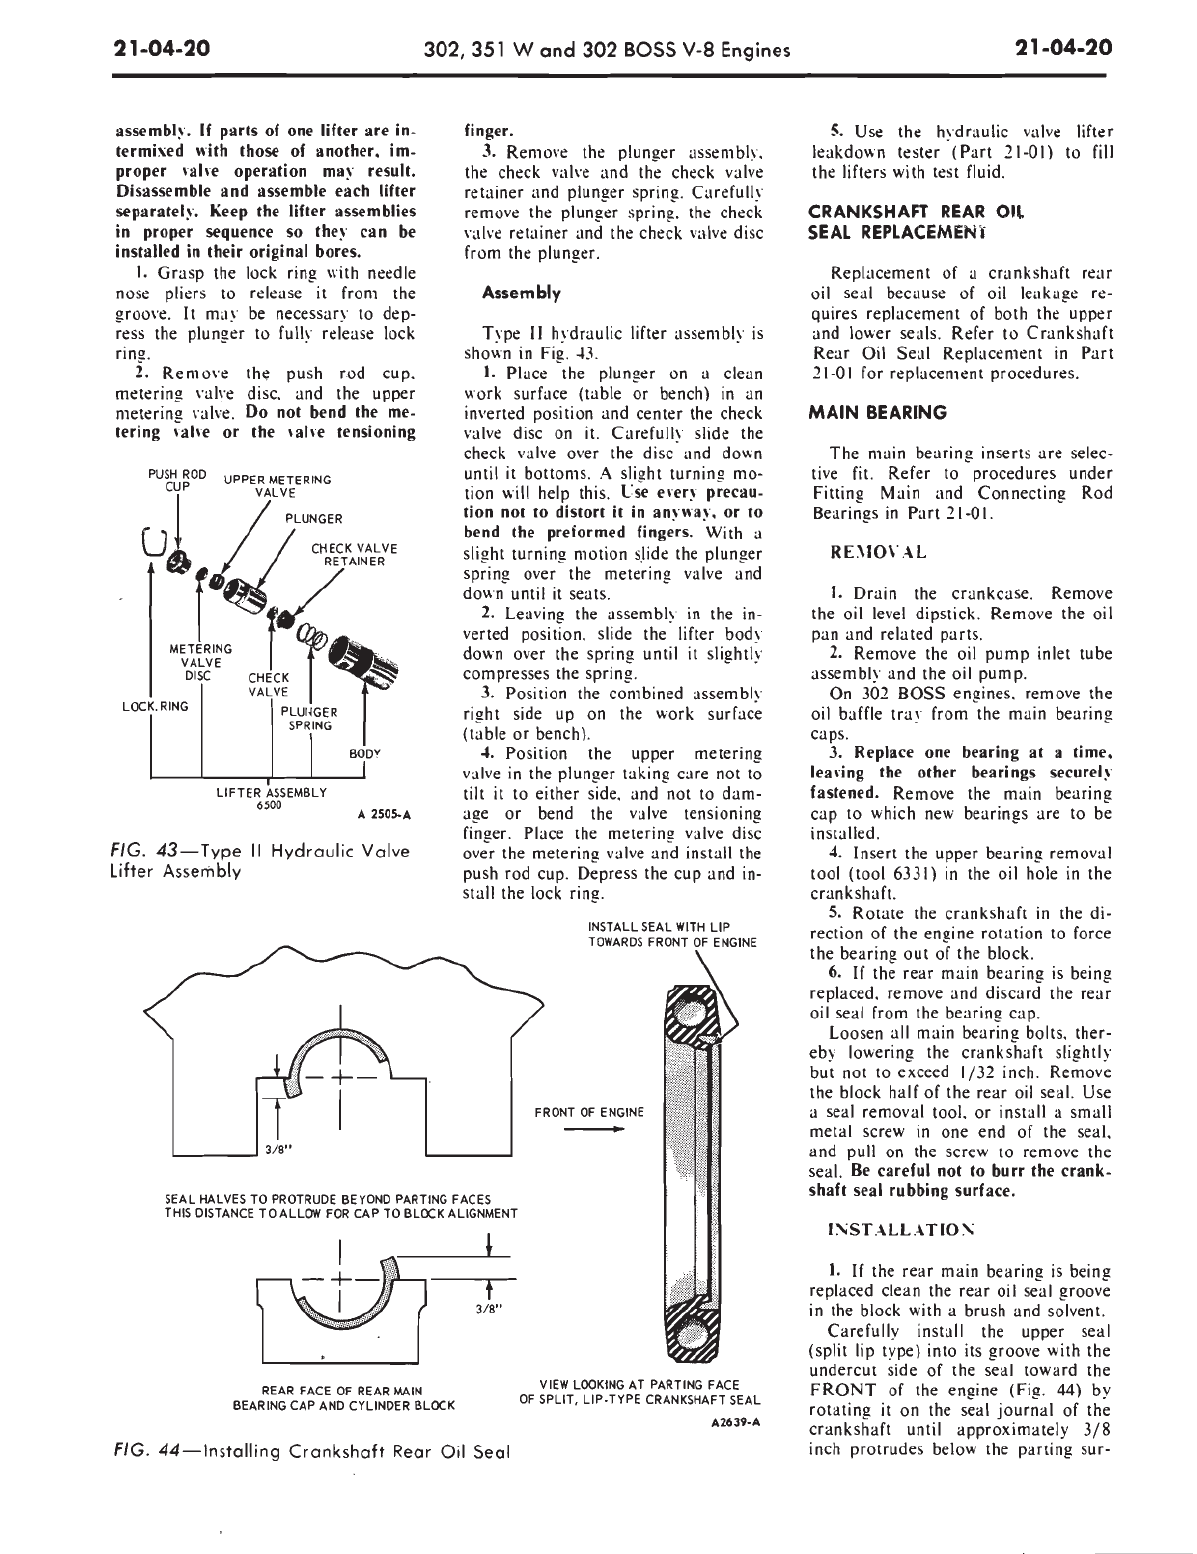 21-04-20
302, 351 W and 302 BOSS V-8 Engines
21-04-20
assembly. If parts of one lifter are in-
termixed with those of another, im-
proper valve operation may result.
Disassemble and assemble each lifter
separately. Keep the lifter assemblies
in proper sequence so they can be
installed in their original bores.
1. Grasp the lock ring with needle
nose pliers to release it from the
groove. It may be necessary to dep-
ress the plunger to fully release lock
ring.
2. Remove the push rod cup,
metering valve disc, and the upper
metering valve. Do not bend the me-
tering valve or the valve tensioning
PUSH ROD
CUP
UPPER METERING
VALVE
PLUNGER
CHECK VALVE
RETAINER
METERING
VALVE
DISC
CHECK
VALVE
LOCK RING
PLUNGER
SPRING
BODY
LIFTER ASSEMBLY
6500
A 2505-A
FIG. 43—Type II Hydraulic Valve
Lifter Assembly
finger.
3. Remove the plunger assembly,
the check valve and the check valve
retainer and plunger spring. Carefully
remove the plunger spring, the check
valve retainer and the check valve disc
from the plunger.
Assembly
Type II hydraulic lifter assembly is
shown in Fig. 43.
1. Place the plunger on a clean
work surface (table or bench) in an
inverted position and center the check
valve disc on it. Carefully slide the
check valve over the disc and down
until it bottoms. A slight turning mo-
tion will help this. Use every precau-
tion not to distort it in anyway, or to
bend the preformed fingers. With a
slight turning motion slide the plunger
spring over the metering valve and
down until it seats.
2. Leaving the assembly in the in-
verted position, slide the lifter body
down over the spring until it slightly
compresses the spring.
3. Position the combined assembly
right side up on the work surface
(table or bench).
4. Position the upper metering
valve in the plunger taking care not to
tilt it to either side, and not to dam-
age or bend the valve tensioning
finger. Place the metering valve disc
over the metering valve and install the
push rod cup. Depress the cup and in-
stall the lock ring.
INSTALL SEAL WITH LIP
TOWARDS FRONT OF ENGINE
FRONT OF ENGINE
3/8"
SEAL HALVES TO PROTRUDE BEYOND PARTING FACES
THIS DISTANCE TO ALLOW FOR CAP TO BLOCK ALIGNMENT
3/8"
REAR FACE OF REAR MAIN
BEARING CAP AND CYLINDER BLOCK
VIEW LOOKING AT PARTING FACE
OF SPLIT, LIP-TYPE CRANKSHAFT SEAL
A2639-A
FIG. 44—Installing Crankshaft Rear Oil Seal
5. Use the hydraulic valve lifter
leakdown tester (Part 21-01) to fill
the lifters with test fluid.
CRANKSHAFT REAR OIL
SEAL REPLACEMENT
Replacement of a crankshaft rear
oil seal because of oil leakage re-
quires replacement of both the upper
and lower seals. Refer to Crankshaft
Rear Oil Seal Replacement in Part
21-01 for replacement procedures.
MAIN BEARING
The main bearing inserts are selec-
tive fit. Refer to procedures under
Fitting Main and Connecting Rod
Bearings in Part 21-01.
REMOVAL
1. Drain the crankcase. Remove
the oil level dipstick. Remove the oil
pan and related parts.
2. Remove the oil pump inlet tube
assembly and the oil pump.
On 302 BOSS engines, remove the
oil baffle tray from the main bearing
caps.
3. Replace one bearing at a time,
leaving the other bearings securely
fastened. Remove the main bearing
cap to which new bearings are to be
installed.
4. Insert the upper bearing removal
tool (tool 6331) in the oil hole in the
crankshaft.
5. Rotate the crankshaft in the di-
rection of the engine rotation to force
the bearing out of the block.
6. If the rear main bearing is being
replaced, remove and discard the rear
oil seal from the bearing cap.
Loosen all main bearing bolts, ther-
eby lowering the crankshaft slightly
but not to exceed 1/32 inch. Remove
the block half of the rear oil seal. Use
a seal removal tool, or install a small
metal screw in one end of the seal,
and pull on the screw to remove the
seal. Be careful not to burr the crank-
shaft seal rubbing surface.
INSTALLATION
1. If the rear main bearing is being
replaced clean the rear oil seal groove
in the block with a brush and solvent.
Carefully install the upper seal
(split lip type) into its groove with the
undercut side of the seal toward the
FRONT of the engine (Fig. 44) by
rotating it on the seal journal of the
crankshaft until approximately 3/8
inch protrudes below the parting sur-